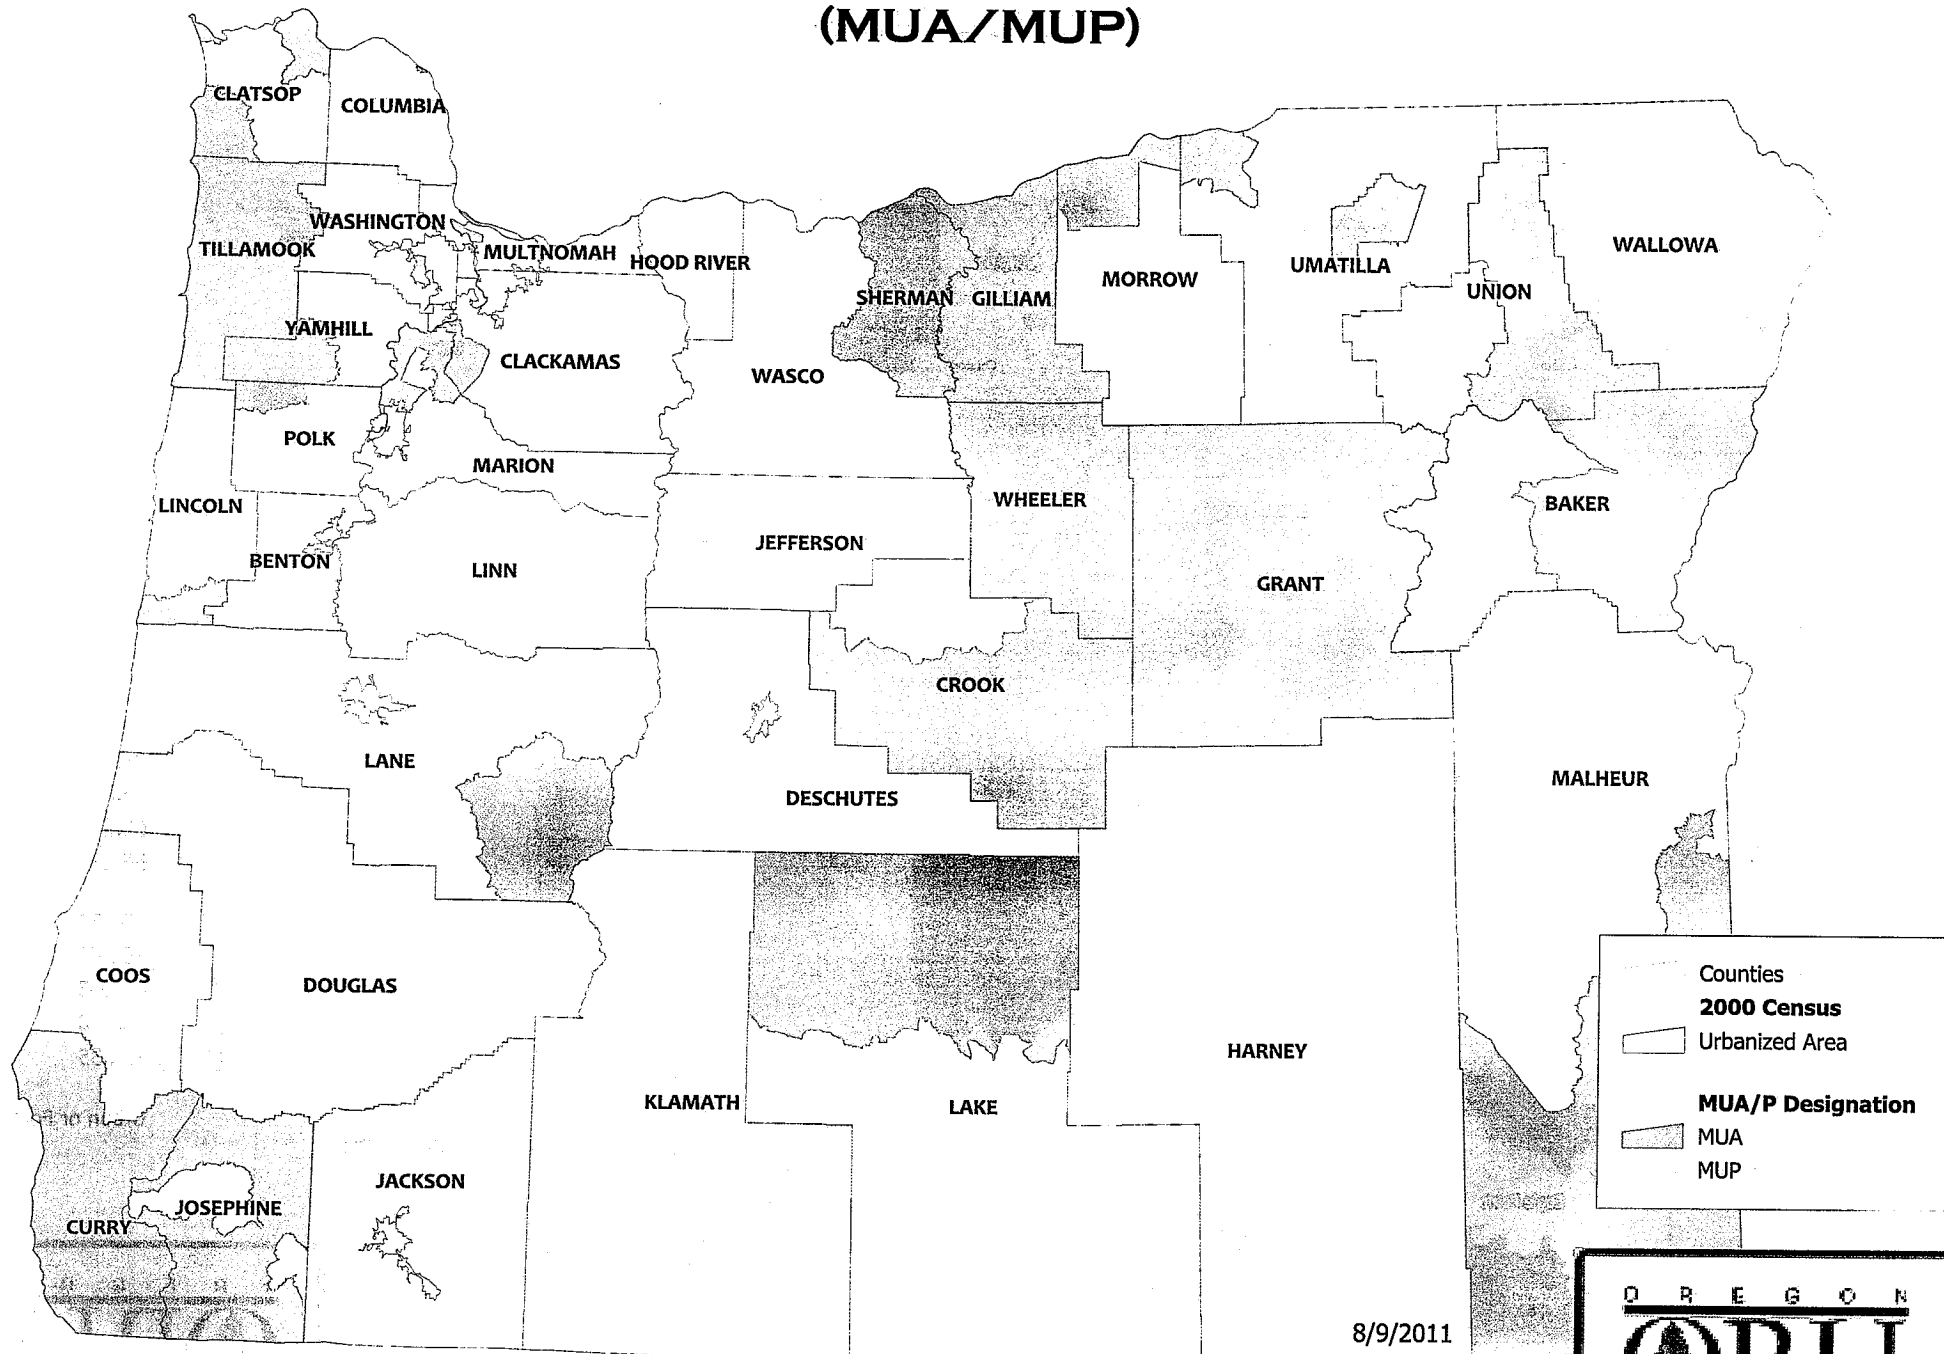 (MUA/MUP)
CLATSOP
COLUMBIA
WASHINGTON
TILLAMOOK
MULTNOMAH
HOOD RIVER
WALLOWA
UMATILLA
MORROW
UNION
SHERMAN
GILLIAM
YAMHILL
CLACKAMAS
WASCO
POLK
MARION
WHEELER
BAKER
LINCOLN
JEFFERSON
BENTON
LINN
GRANT
CROOK
LANE
MALHEUR
DESCHUTES
COOS
DOUGLAS
Counties
2000 Census
Urbanized Area
HARNEY
KLAMATH
LAKE
MUA/P Designation
MUA
MUP
JACKSON
JOSEPHINE
CURRY
8/9/2011
OREGON